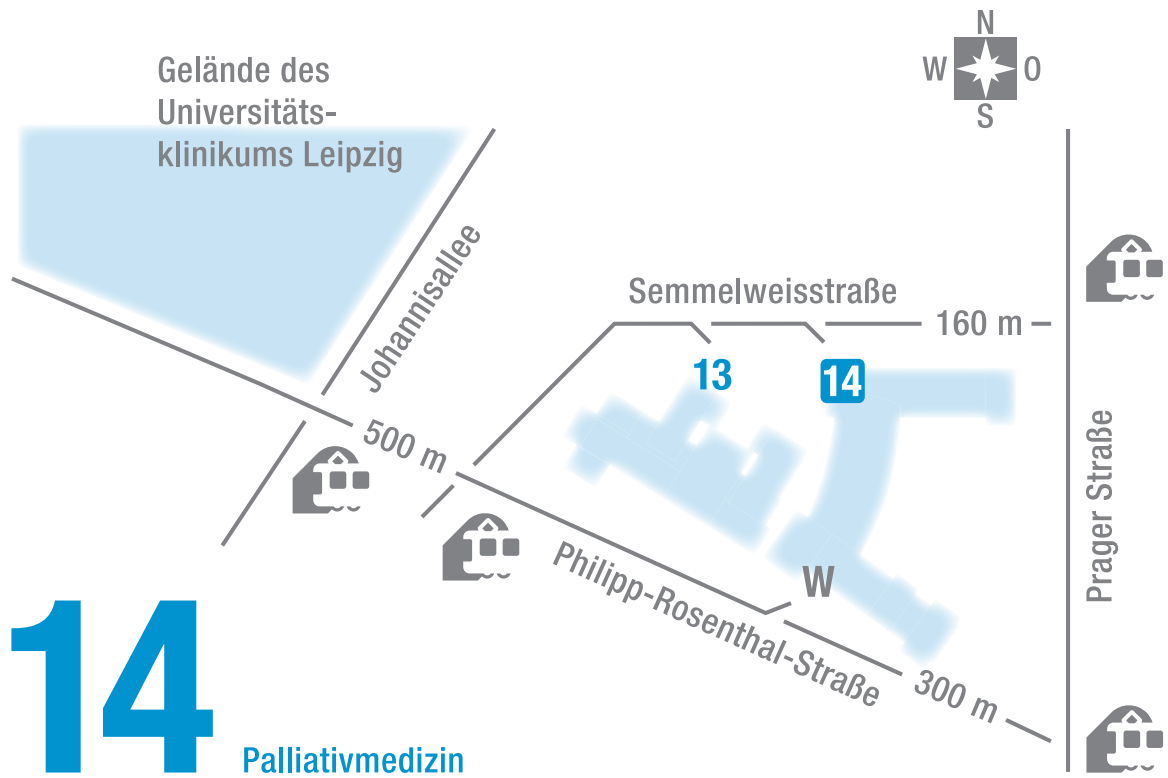 N
W O
S
Gelände des
Universitäts-
klinikums Leipzig
Johannisallee
Semmelweisstraße
160 m
13
14
500 m
Prager Straße
Philipp-Rosenthal-Straße
W
300 m
14
Palliativmedizin